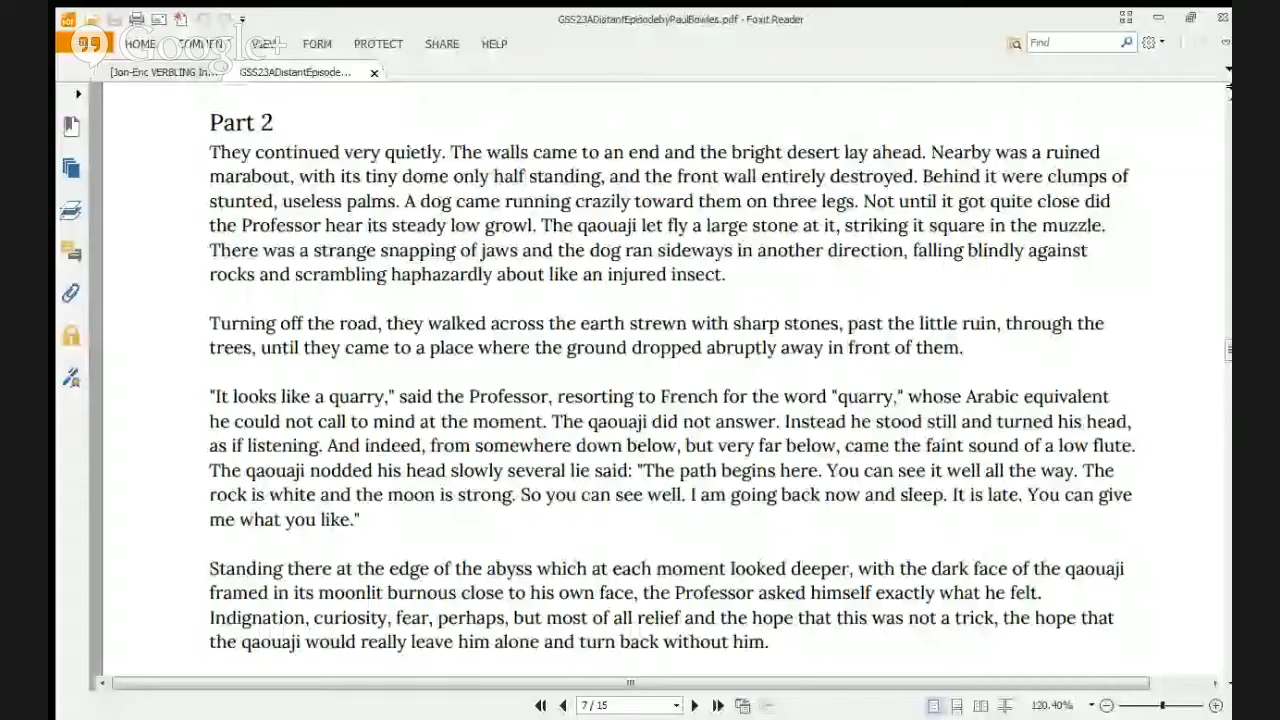 GSS23ADistantEpisodebyPaulBowles.pdf - Foxit Reader
Google+
HOME COMMENT VIEW FORM PROTECT SHARE HELP
Find
[Jon-Enc VERBLING In... GSS23ADistantEpisode...
Part 2
They continued very quietly. The walls came to an end and the bright desert lay ahead. Nearby was a ruined
marabout, with its tiny dome only half standing, and the front wall entirely destroyed. Behind it were clumps of
stunted, useless palms. A dog came running crazily toward them on three legs. Not until it got quite close did
the Professor hear its steady low growl. The qaouaji let fly a large stone at it, striking it square in the muzzle.
There was a strange snapping of jaws and the dog ran sideways in another direction, falling blindly against
rocks and scrambling haphazardly about like an injured insect.
Turning off the road, they walked across the earth strewn with sharp stones, past the little ruin, through the
trees, until they came to a place where the ground dropped abruptly away in front of them.
"It looks like a quarry," said the Professor, resorting to French for the word "quarry," whose Arabic equivalent
he could not call to mind at the moment. The qaouaji did not answer. Instead he stood still and turned his head,
as if listening. And indeed, from somewhere down below, but very far below, came the faint sound of a low flute.
The qaouaji nodded his head slowly several lie said: "The path begins here. You can see it well all the way. The
rock is white and the moon is strong. So you can see well. I am going back now and sleep. It is late. You can give
me what you like."
Standing there at the edge of the abyss which at each moment looked deeper, with the dark face of the qaouaji
framed in its moonlit burnous close to his own face, the Professor asked himself exactly what he felt.
Indignation, curiosity, fear, perhaps, but most of all relief and the hope that this was not a trick, the hope that
the qaouaji would really leave him alone and turn back without him.
7 / 15
120.40%